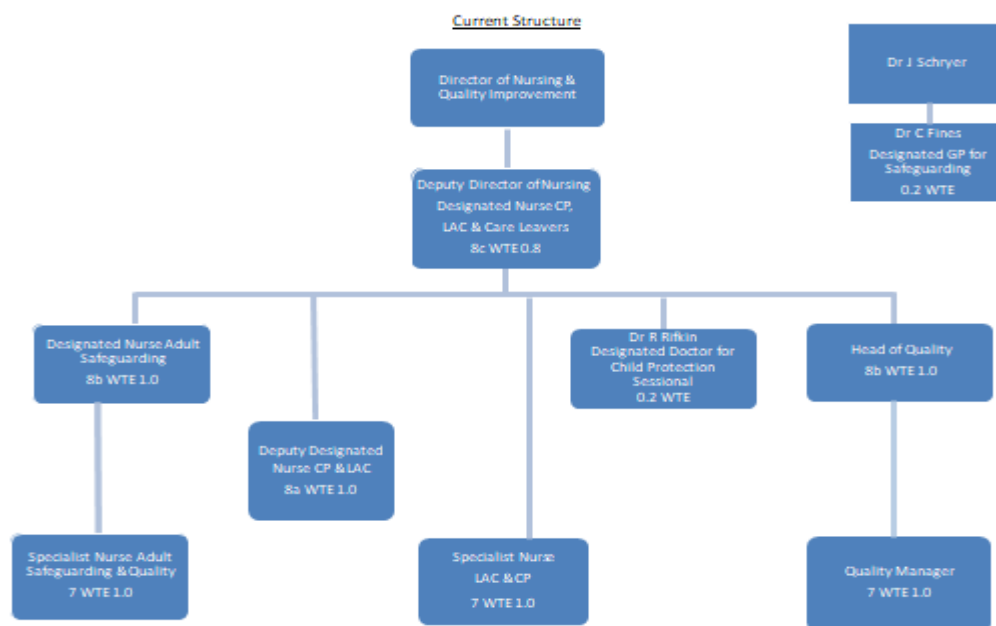 Current Structure
Director of Nursing &
Quality Improvement
Dr J Schryer
Dr C Fines
Designated GP for
Safeguarding
0.2 WTE
Deputy Director of Nursing
Designated Nurse CP,
LAC & Care Leavers
8c WTE 0.8
Designated Nurse Adult
Safeguarding
8b WTE 1.0
Deputy Designated
Nurse CP & LAC
8a WTE 1.0
Dr R Rifkin
Designated Doctor for
Child Protection
Sessional
0.2 WTE
Head of Quality
8b WTE 1.0
Specialist Nurse Adult
Safeguarding & Quality
7 WTE 1.0
Specialist Nurse
LAC & CP
7 WTE 1.0
Quality Manager
7 WTE 1.0